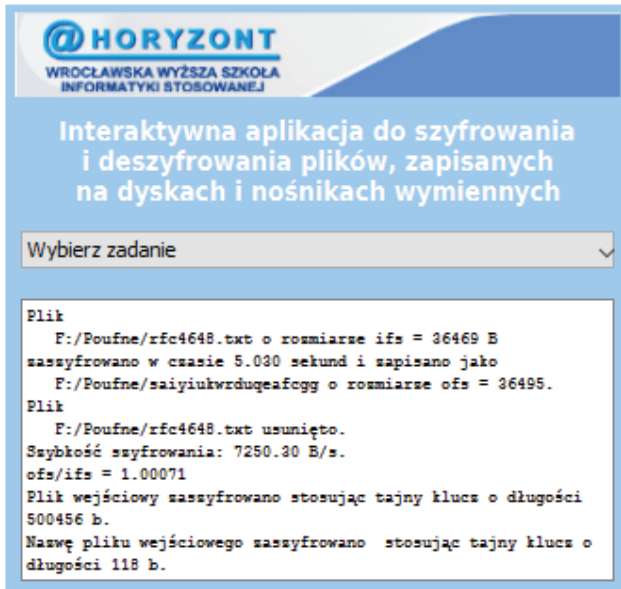 @ HORYZONT
WROCŁAWSKA WYŻSZA SZKOŁA
INFORMATYKI STOSOWANEJ
Interaktywna aplikacja do szyfrowania
i deszyfrowania plików, zapisanych
na dyskach i nośnikach wymiennych
Wybierz zadanie
Plik
F:/Poufne/rfc4648.txt o rozmiarze ifs = 36469 B
zaszyfrowano w czasie 5.030 sekund i zapisano jako
F:/Poufne/saiyiukwrduqeafcgg o rozmiarze ofs = 36495.
Plik
F:/Poufne/rfc4648.txt usunięto.
Szybkość szyfrowania: 7250.30 B/s.
ofs/ifs = 1.00071
Plik wejściowy zaszyfrowano stosując tajny klucz o długości
500456 b.
Nazwę pliku wejściowego zaszyfrowano stosując tajny klucz o
długości 118 b.